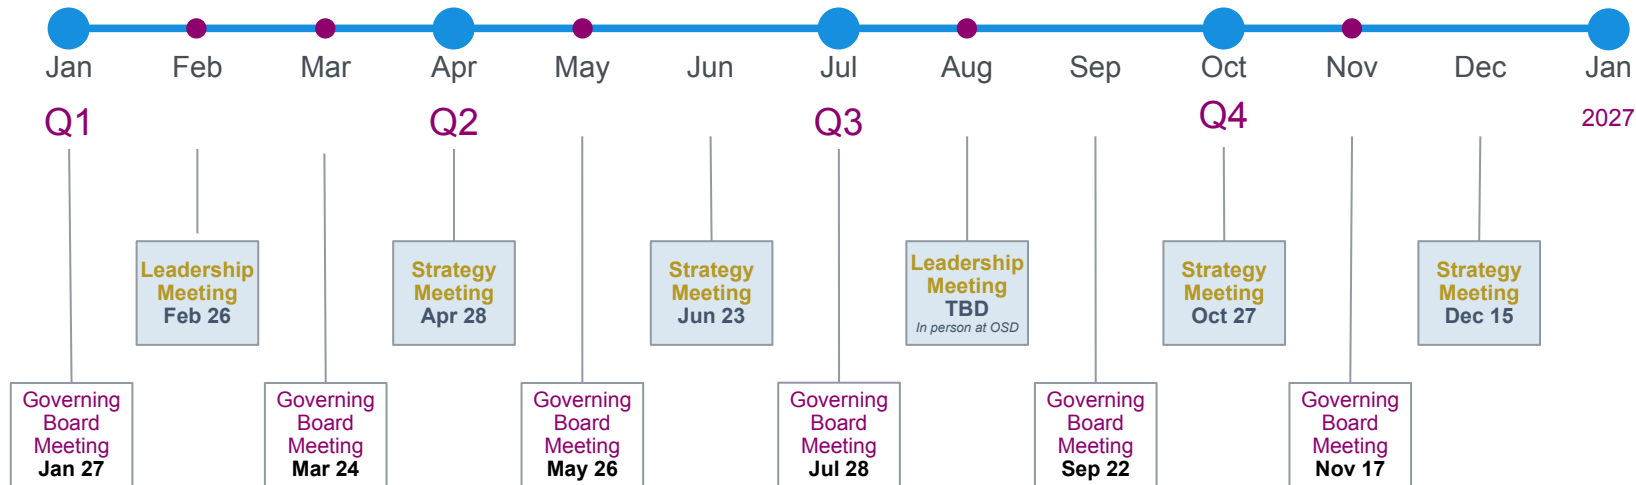 Jan
Feb
Mar
Apr
May
Jun
Jul
Aug
Sep
Oct
Nov
Dec
Jan
Q1
Q2
Q3
Q4
2027
Leadership
Meeting
Feb 26
Strategy
Meeting
Apr 28
Strategy
Meeting
Jun 23
Leadership
Meeting
TBD
In person at OSD
Strategy
Meeting
Oct 27
Strategy
Meeting
Dec 15
Governing
Board
Meeting
Jan 27
Governing
Board
Meeting
Mar 24
Governing
Board
Meeting
May 26
Governing
Board
Meeting
Jul 28
Governing
Board
Meeting
Sep 22
Governing
Board
Meeting
Nov 17